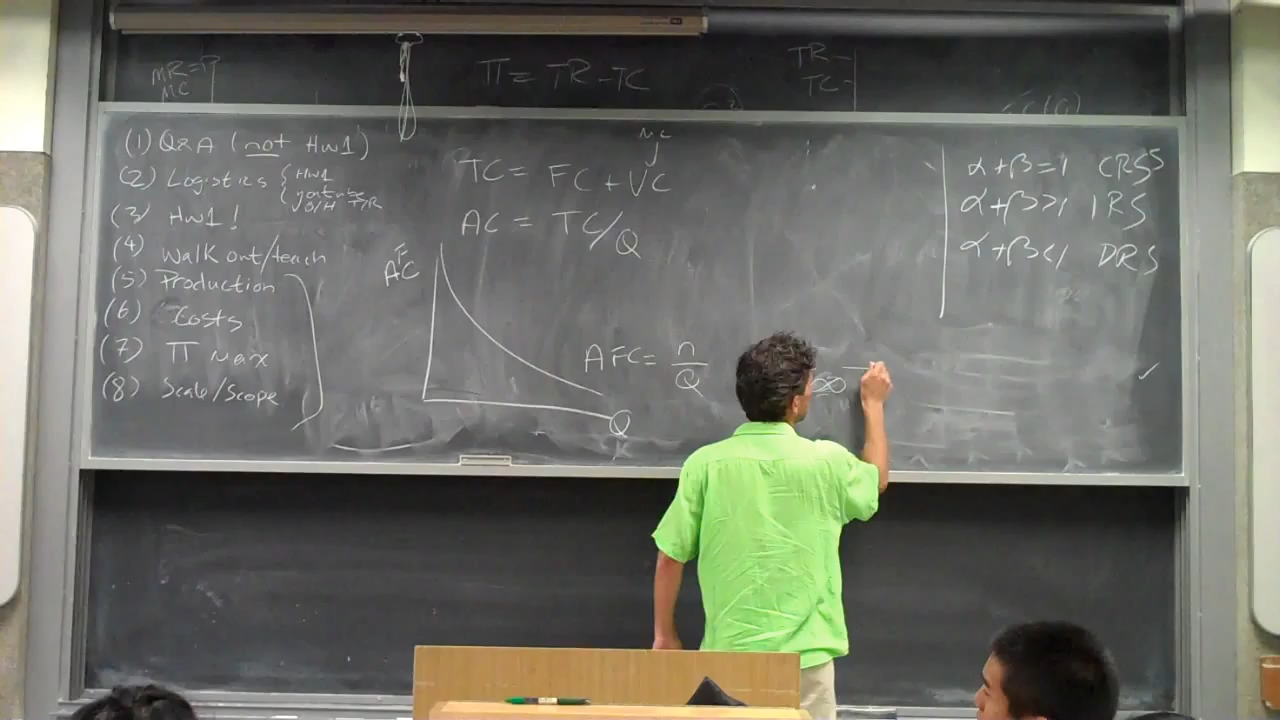 MR=
MC
π = TR - TC
TR -
TC -
(1) Q&A (not HW1)
(2) Logistics { HW1
youtube
O/H T/R
(3) HW1!
(4) Walk out/teach
(5) Production
(6) Costs
(7) π max
(8) Scale/Scope
MC
TC = FC + VC
AC = TC/Q
AFC
Q
AFC = n/Q
∞
α+β=1 CRS
α+β>1 IRS
α+β<1 DRS